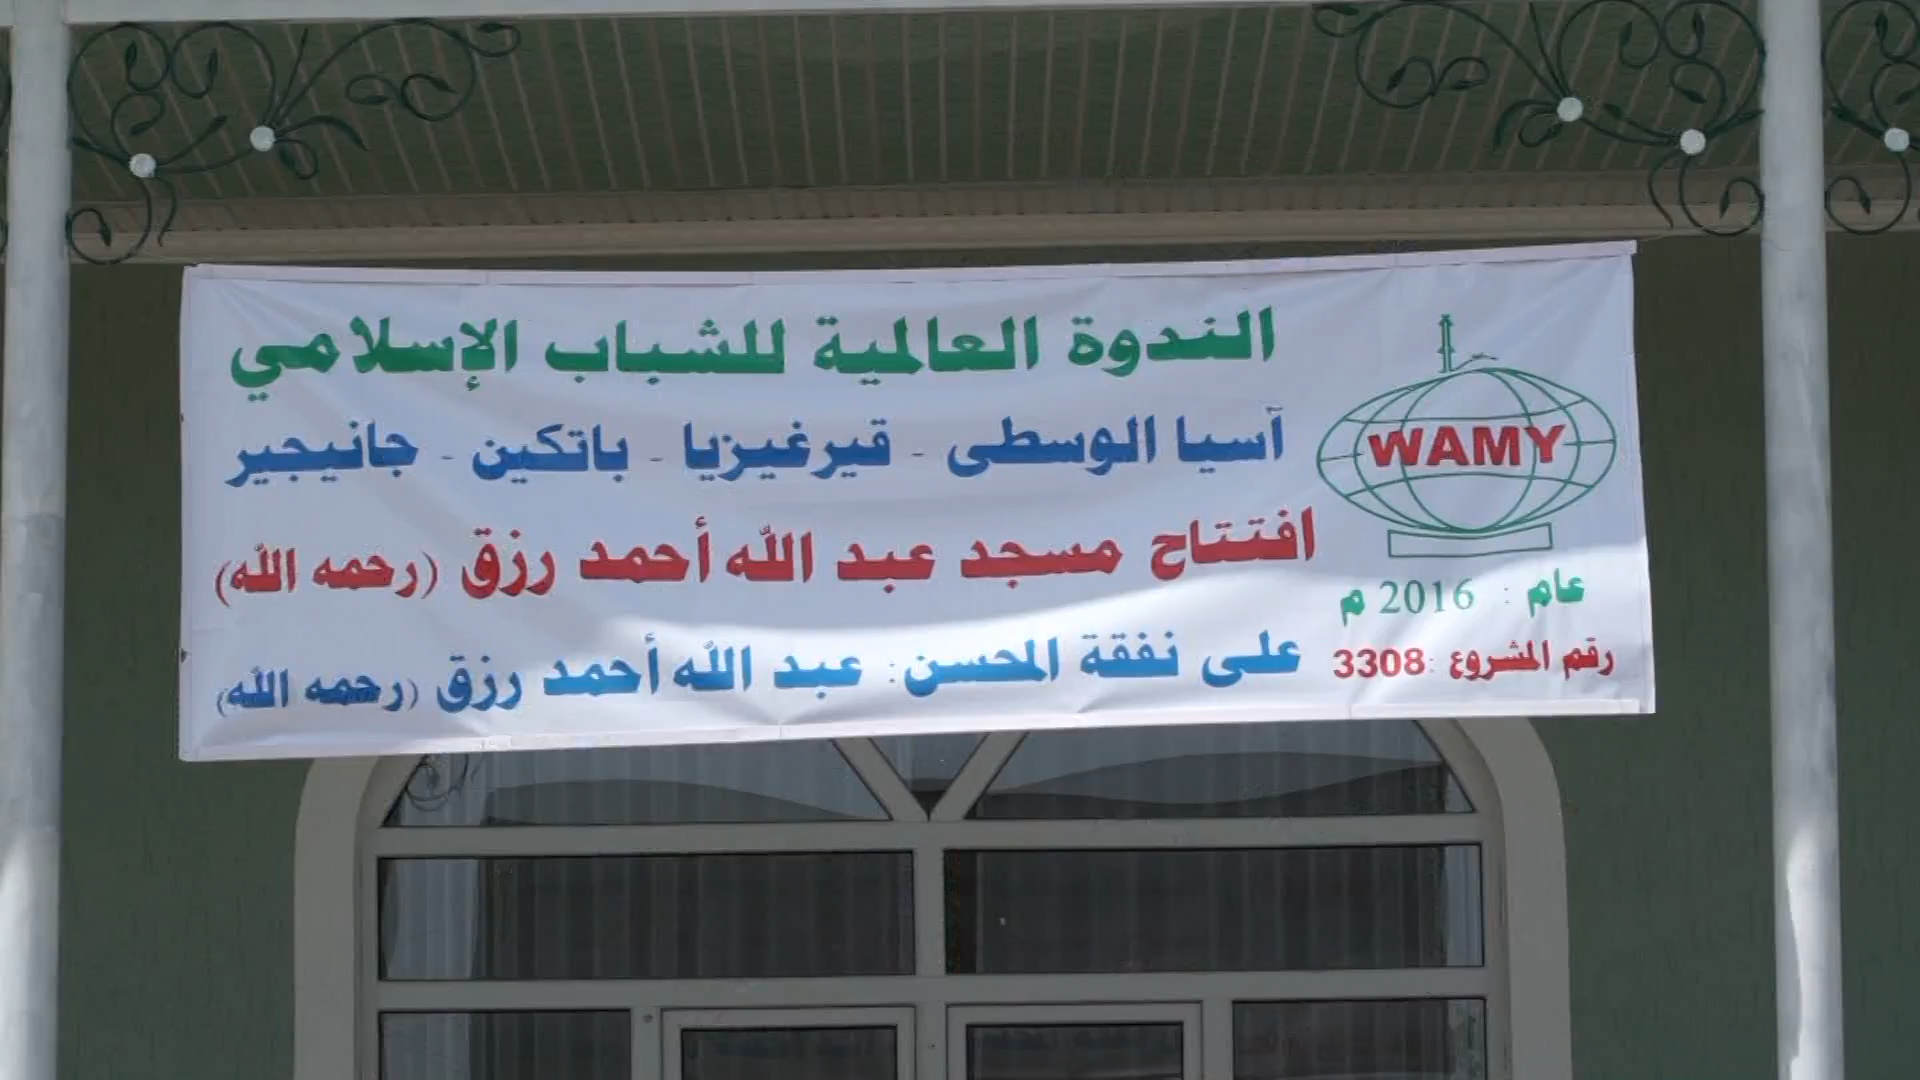 الندوة العالمية للشباب الإسلامي
آسيا الوسطى - قيرغيزيا - باتكين - جانيجير
افتتاح مسجد عبد الله أحمد رزق (رحمه الله)
على نفقة المحسن: عبد الله أحمد رزق (رحمه الله)
WAMY
عام : 2016 م
رقم المشروع :3308